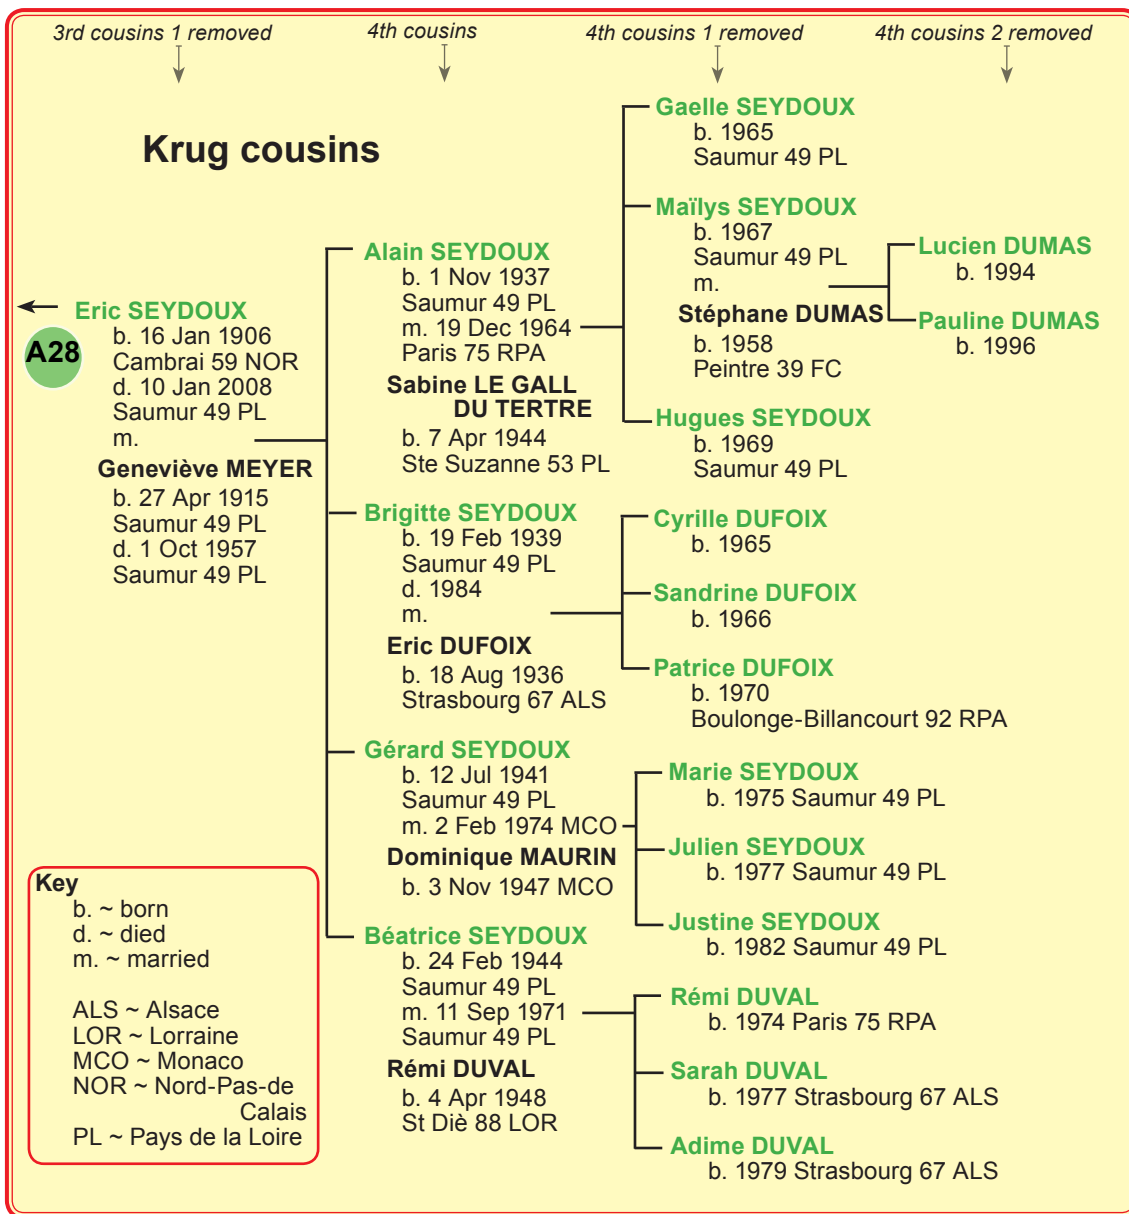 3rd cousins 1 removed
4th cousins
4th cousins 1 removed
4th cousins 2 removed
Krug cousins
A28
Eric SEYDOUX
b. 16 Jan 1906
Cambrai 59 NOR
d. 10 Jan 2008
Saumur 49 PL
m.
Geneviève MEYER
b. 27 Apr 1915
Saumur 49 PL
d. 1 Oct 1957
Saumur 49 PL
Alain SEYDOUX
b. 1 Nov 1937
Saumur 49 PL
m. 19 Dec 1964
Paris 75 RPA
Sabine LE GALL
DU TERTRE
b. 7 Apr 1944
Ste Suzanne 53 PL
Brigitte SEYDOUX
b. 19 Feb 1939
Saumur 49 PL
d. 1984
m.
Eric DUFOIX
b. 18 Aug 1936
Strasbourg 67 ALS
Gérard SEYDOUX
b. 12 Jul 1941
Saumur 49 PL
m. 2 Feb 1974 MCO
Dominique MAURIN
b. 3 Nov 1947 MCO
Béatrice SEYDOUX
b. 24 Feb 1944
Saumur 49 PL
m. 11 Sep 1971
Saumur 49 PL
Rémi DUVAL
b. 4 Apr 1948
St Diè 88 LOR
Gaelle SEYDOUX
b. 1965
Saumur 49 PL
Maïlys SEYDOUX
b. 1967
Saumur 49 PL
m.
Stéphane DUMAS
b. 1958
Peintre 39 FC
Hugues SEYDOUX
b. 1969
Saumur 49 PL
Cyrille DUFOIX
b. 1965
Sandrine DUFOIX
b. 1966
Patrice DUFOIX
b. 1970
Boulonge-Billancourt 92 RPA
Marie SEYDOUX
b. 1975 Saumur 49 PL
Julien SEYDOUX
b. 1977 Saumur 49 PL
Justine SEYDOUX
b. 1982 Saumur 49 PL
Rémi DUVAL
b. 1974 Paris 75 RPA
Sarah DUVAL
b. 1977 Strasbourg 67 ALS
Adime DUVAL
b. 1979 Strasbourg 67 ALS
Lucien DUMAS
b. 1994
Pauline DUMAS
b. 1996
Key
b. ~ born
d. ~ died
m. ~ married
ALS ~ Alsace
LOR ~ Lorraine
MCO ~ Monaco
NOR ~ Nord-Pas-de
Calais
PL ~ Pays de la Loire